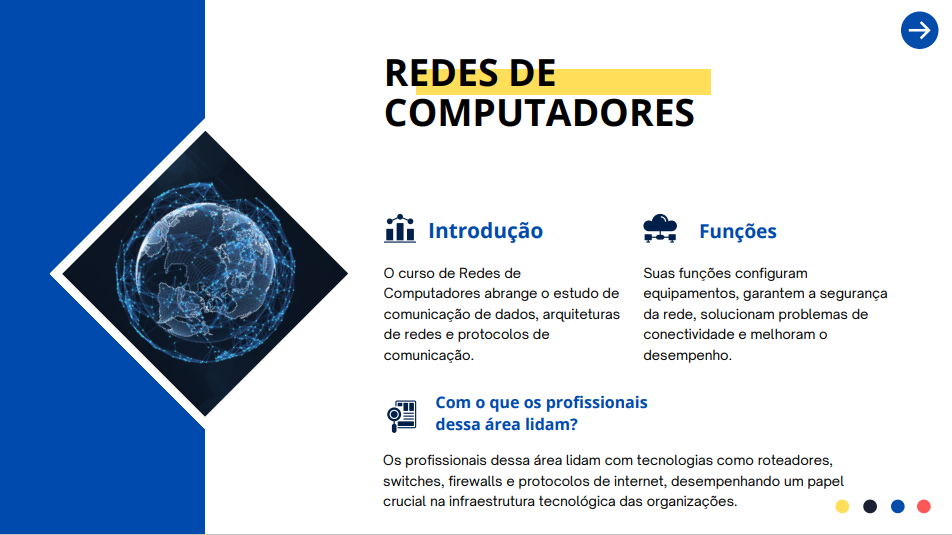 REDES DE
COMPUTADORES
Introdução
O curso de Redes de
Computadores abrange o estudo de
comunicação de dados, arquiteturas
de redes e protocolos de
comunicação.
Funções
Suas funções configuram
equipamentos, garantem a segurança
da rede, solucionam problemas de
conectividade e melhoram o
desempenho.
Com o que os profissionais
dessa área lidam?
Os profissionais dessa área lidam com tecnologias como roteadores,
switches, firewalls e protocolos de internet, desempenhando um papel
crucial na infraestrutura tecnológica das organizações.